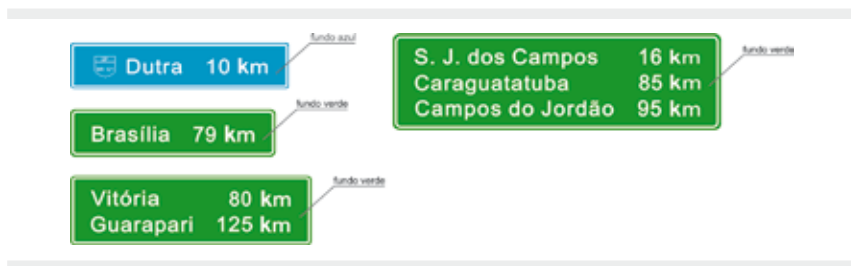 fundo azul
Dutra 10 km
fundo verde
Brasília 79 km
fundo verde
Vitória 80 km
Guarapari 125 km
S. J. dos Campos 16 km
Caraguatatuba 85 km
Campos do Jordão 95 km
fundo verde